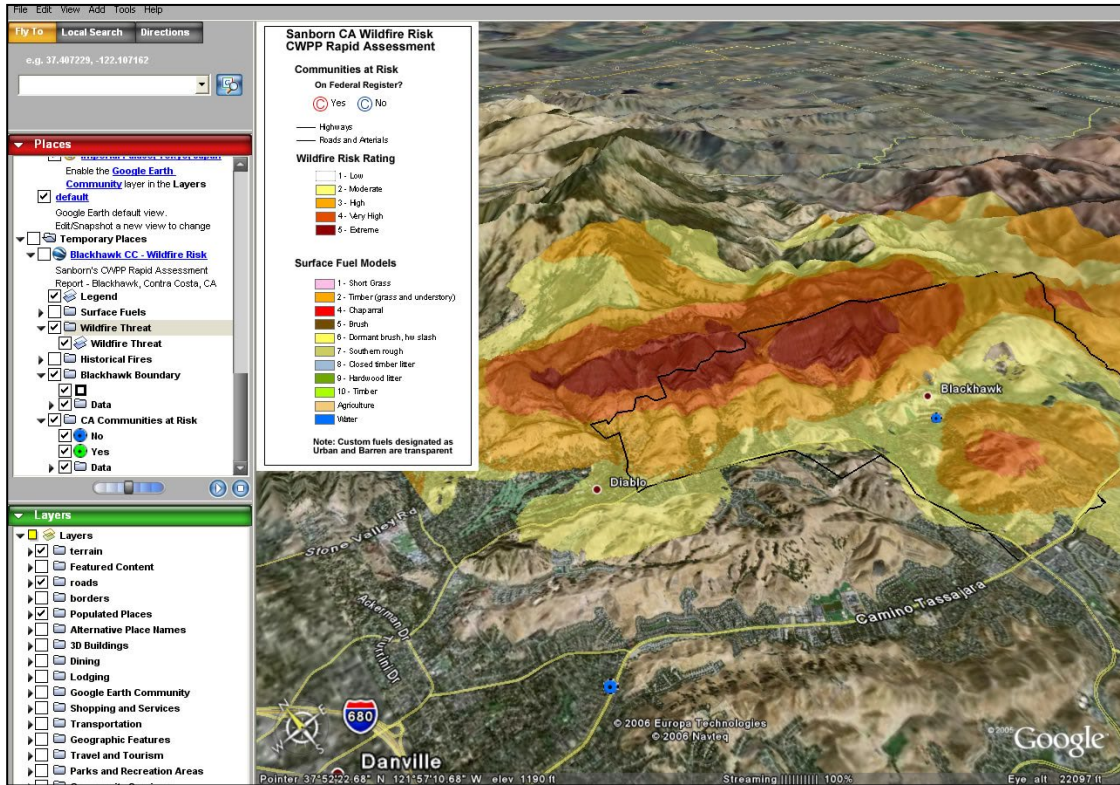 File Edit View Add Tools Help
Fly To Local Search Directions
e.g. 37.407229, -122.107162
Places
Enable the Google Earth
Community layer in the Layers
default
Google Earth default view.
Edit/Snapshot a new view to change
Temporary Places
Blackhawk CC - Wildfire Risk
Sanborn's CWPP Rapid Assessment
Report - Blackhawk, Contra Costa, CA
Legend
Surface Fuels
Wildfire Threat
Wildfire Threat
Historical Fires
Blackhawk Boundary
Data
CA Communities at Risk
No
Yes
Data
Layers
Layers
terrain
Featured Content
roads
borders
Populated Places
Alternative Place Names
3D Buildings
Dining
Lodging
Google Earth Community
Shopping and Services
Transportation
Geographic Features
Travel and Tourism
Parks and Recreation Areas
Sanborn CA Wildfire Risk
CWPP Rapid Assessment
Communities at Risk
On Federal Register?
C Yes C No
Highways
Roads and Arterials
Wildfire Risk Rating
1 - Low
2 - Moderate
3 - High
4 - Very High
5 - Extreme
Surface Fuel Models
1 - Short Grass
2 - Timber (grass and understory)
4 - Chaparral
5 - Brush
6 - Dormant brush, hw slash
7 - Southern rough
8 - Closed timber litter
9 - Hardwood litter
10 - Timber
Agriculture
Water
Note: Custom fuels designated as
Urban and Barren are transparent
Blackhawk
Diablo
Stone Valley Rd
Ackerman Dr
Turrini Dr
Camino Tassajara
N E S W
680
Danville
© 2006 Europa Technologies
© 2006 Navteq
©2005 Google
Pointer 37°52'22.68" N 121°57'10.68" W elev 1190 ft Streaming |||||||||| 100% Eye alt 22097 ft